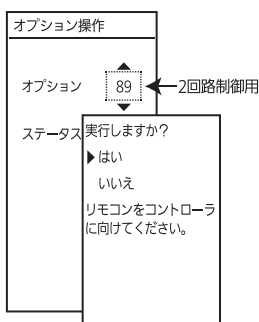 オプション操作
オプション 89 2回路制御用
ステータス
実行しますか?
はい
いいえ
リモコンをコントローラ
に向けてください。